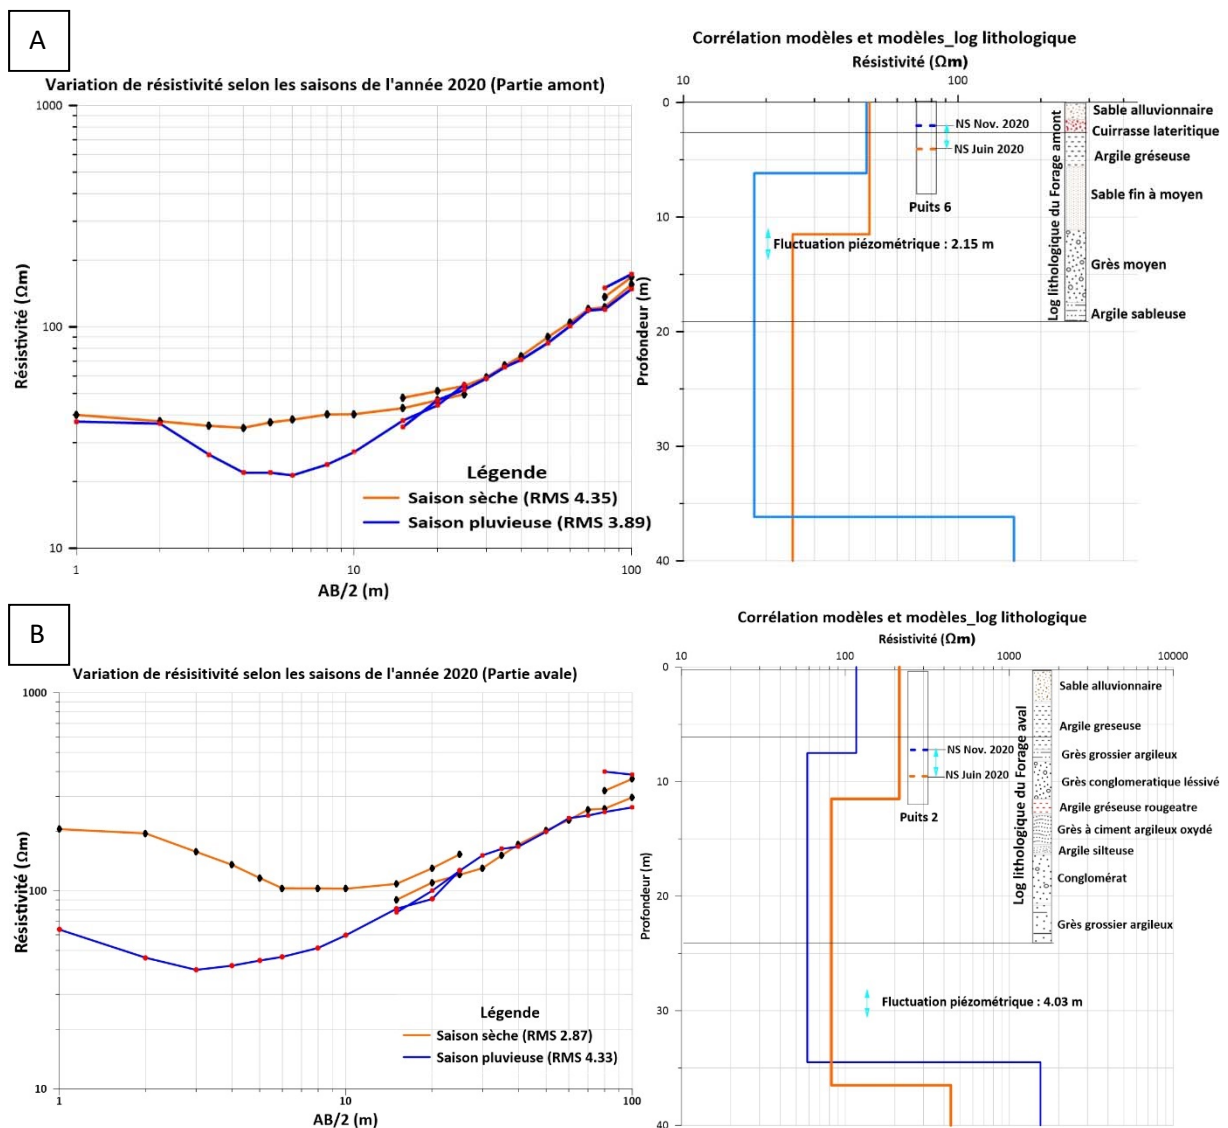 A
Variation de résistivité selon les saisons de l'année 2020 (Partie amont)
1000
100
10
Résistivité (Ωm)
1
10
100
AB/2 (m)
Légende
Saison sèche (RMS 4.35)
Saison pluvieuse (RMS 3.89)
Corrélation modèles et modèles_log lithologique
Résistivité (Ωm)
10
100
0
10
20
30
40
Profondeur (m)
NS Nov. 2020
NS Juin 2020
Puits 6
Fluctuation piézométrique : 2.15 m
Log lithologique du Forage amont
Sable alluvionnaire
Cuirrasse lateritique
Argile gréseuse
Sable fin à moyen
Grès moyen
Argile sableuse
B
Variation de résisitivité selon les saisons de l'année 2020 (Partie avale)
1000
100
10
Résistivité (Ωm)
1
10
100
AB/2 (m)
Légende
Saison sèche (RMS 2.87)
Saison pluvieuse (RMS 4.33)
Corrélation modèles et modèles_log lithologique
Résistivité (Ωm)
10
100
1000
10000
0
10
20
30
40
Profondeur (m)
NS Nov. 2020
NS Juin 2020
Puits 2
Fluctuation piézométrique : 4.03 m
Log lithologique du Forage aval
Sable alluvionnaire
Argile greseuse
Grès grossier argileux
Grès conglomeratique léssivé
Argile gréseuse rougeatre
Grès à ciment argileux oxydé
Argile silteuse
Conglomérat
Grès grossier argileux